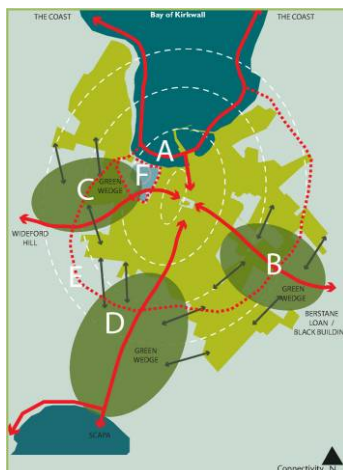 THE COAST
Bay of Kirkwall
THE COAST
A
F
C
GREEN
WEDGE
WIDEFORD
HILL
B
E
GREEN
WEDGE
BERSTANE
LOAN /
BLACK BUILDIN
D
GREEN
WEDGE
SCAPA
Connectivity N